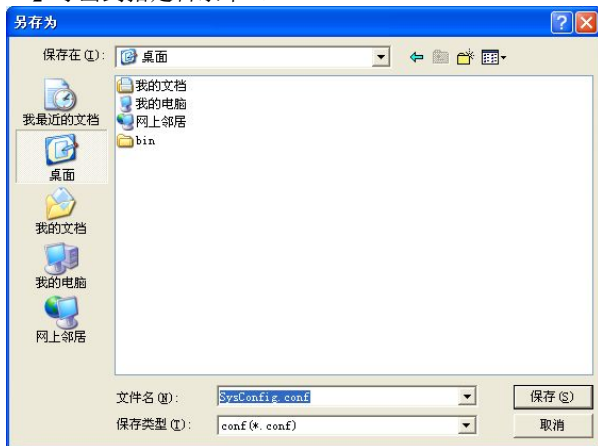 另存为
保存在(I):
桌面
我最近的文档
桌面
我的文档
我的电脑
网上邻居
我的文档
我的电脑
网上邻居
bin
文件名(N):
SysConfig.conf
保存(S)
保存类型(T):
conf(*.conf)
取消